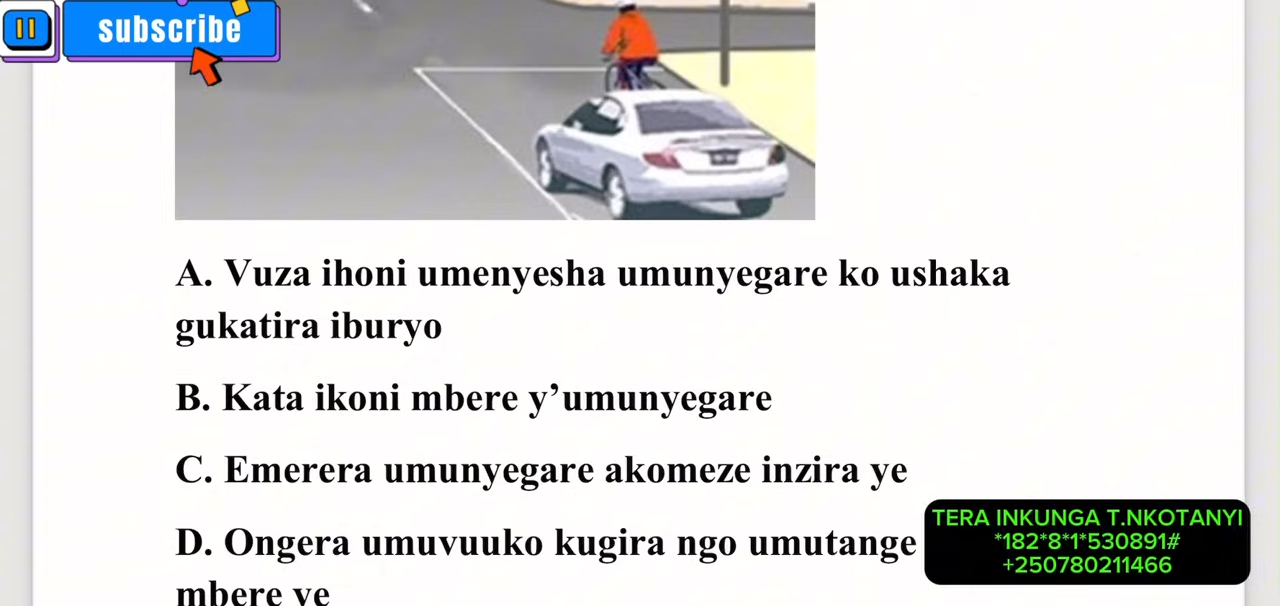 subscribe
A. Vuza ihoni umenyesha umunyegare ko ushaka
gukatira iburyo
B. Kata ikoni mbere y’umunyegare
C. Emerera umunyegare akomeze inzira ye
D. Ongera umuvuuko kugira ngo umutange
mbere ye
TERA INKUNGA T.NKOTANYI
*182*8*1*530891#
+250780211466